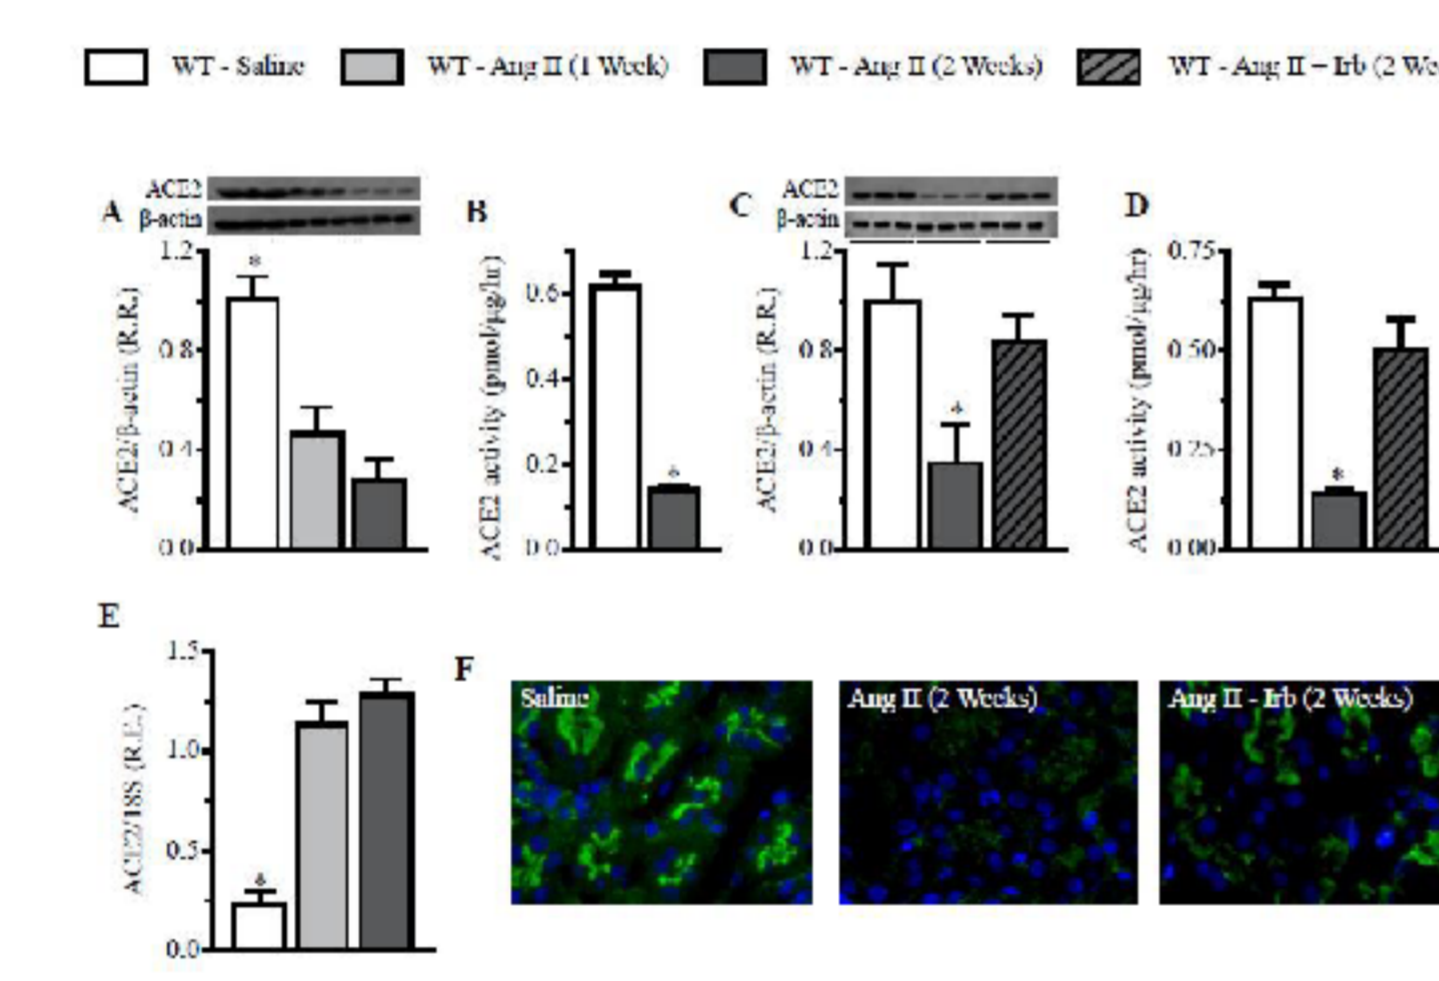 WT - Saline WT - Ang II (1 Week) WT - Ang II (2 Weeks) WT - Ang II + Irb (2 We
A
ACE2
β-actin
ACE2/β-actin (R.R.)
1.2
0.8
0.4
0.0
*
B
ACE2 activity (pmol/μg/hr)
0.6
0.4
0.2
0.0
*
C
ACE2
β-actin
ACE2/β-actin (R.R.)
1.2
0.8
0.4
0.0
*
D
ACE2 activity (pmol/μg/hr)
0.75
0.50
0.25
0.00
*
E
ACE2/18S (R.E.)
1.5
1.0
0.5
0.0
*
F
Saline
Ang II (2 Weeks)
Ang II - Irb (2 Weeks)